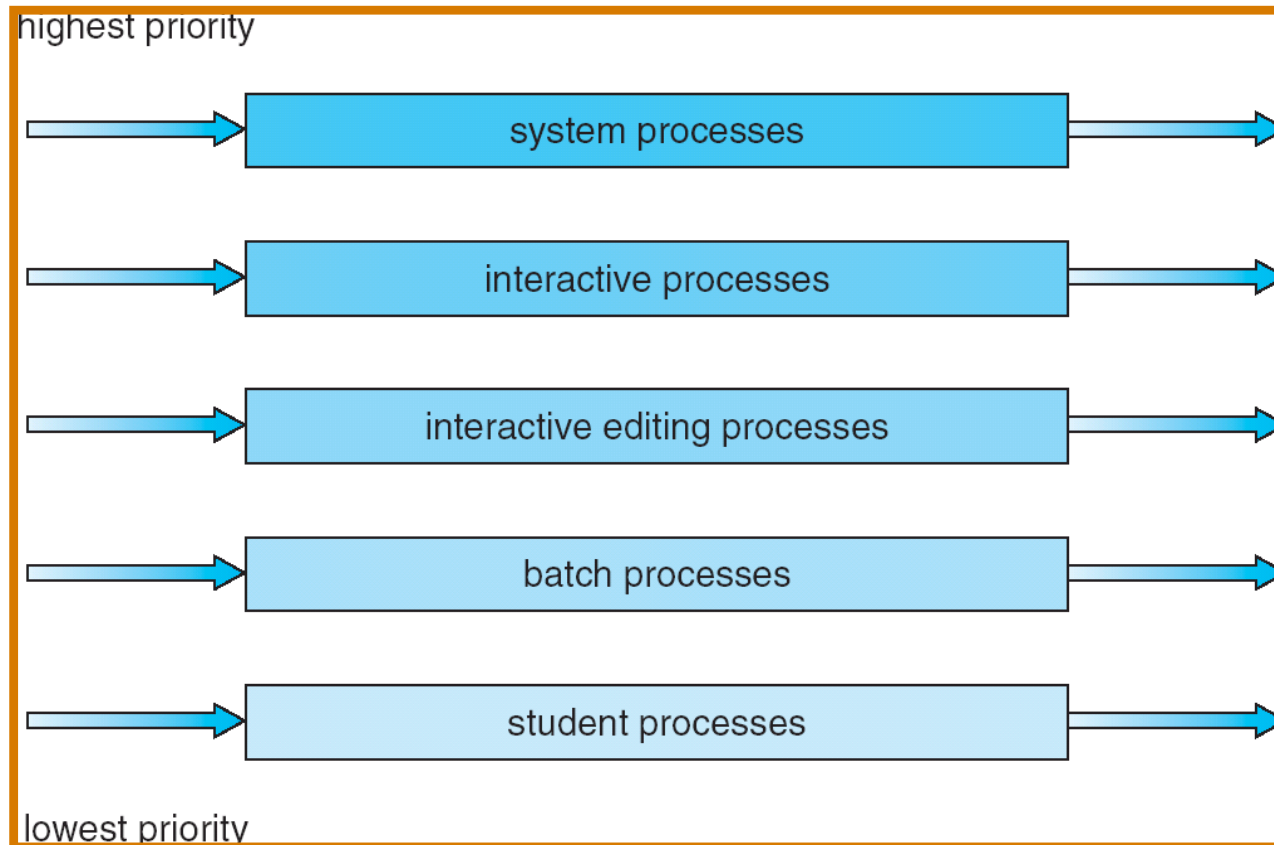 highest priority
system processes
interactive processes
interactive editing processes
batch processes
student processes
lowest priority